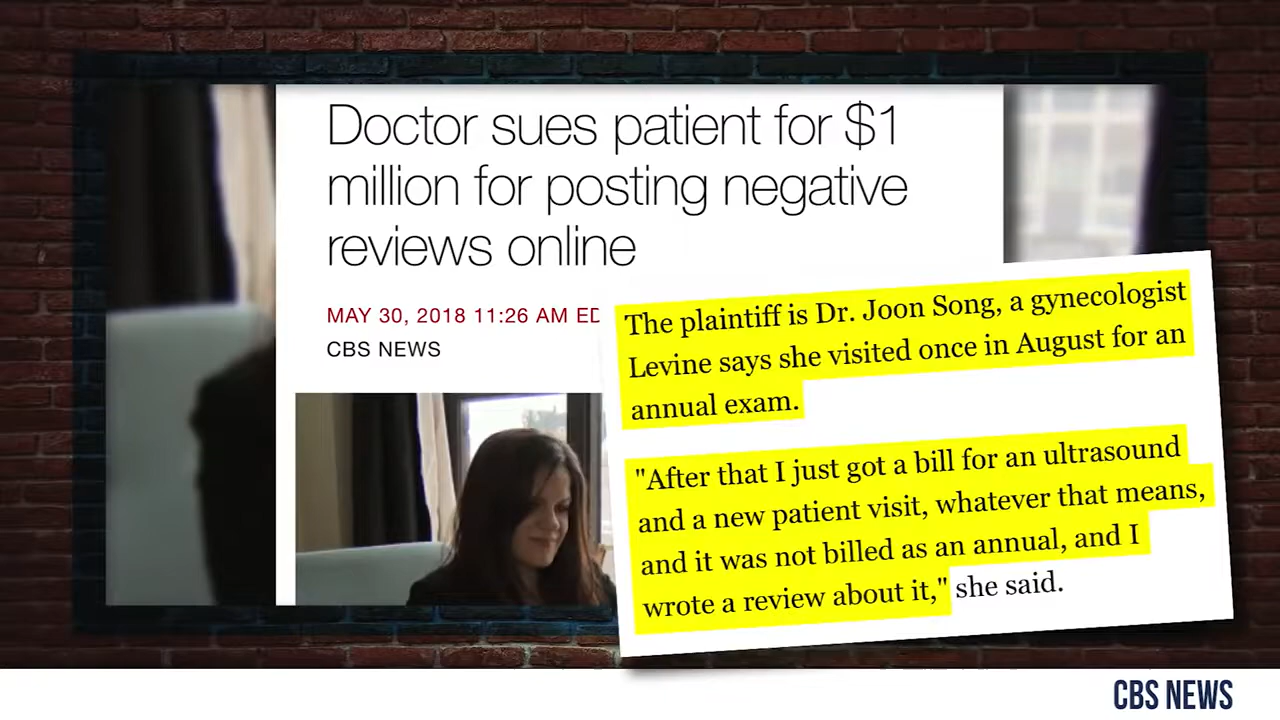 Doctor sues patient for $1
million for posting negative
reviews online
MAY 30, 2018 11:26 AM ED
CBS NEWS
The plaintiff is Dr. Joon Song, a gynecologist
Levine says she visited once in August for an
annual exam.
"After that I just got a bill for an ultrasound
and a new patient visit, whatever that means,
and it was not billed as an annual, and I
wrote a review about it," she said.
CBS NEWS